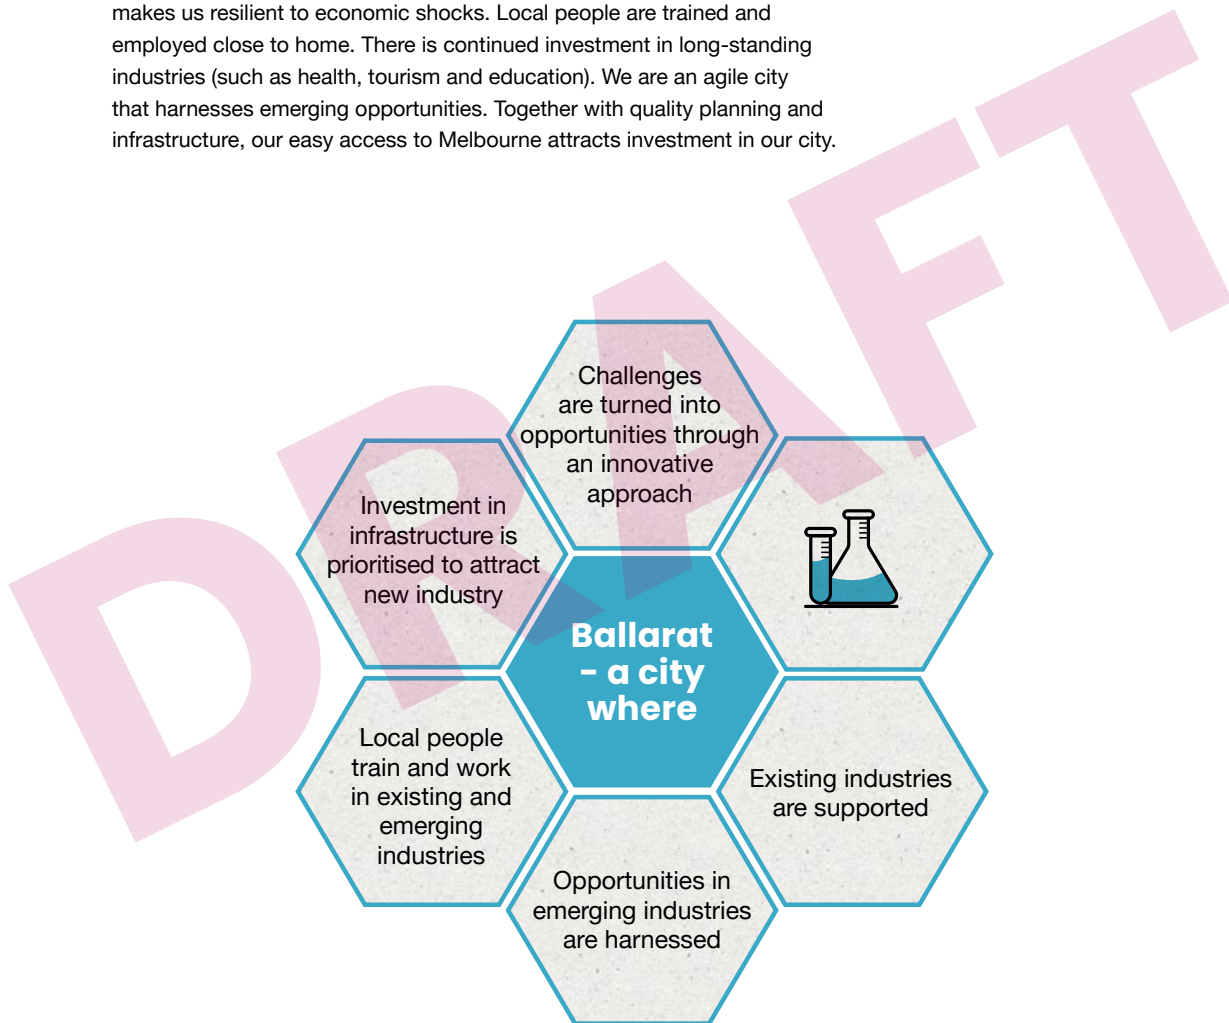 makes us resilient to economic shocks. Local people are trained and
employed close to home. There is continued investment in long-standing
industries (such as health, tourism and education). We are an agile city
that harnesses emerging opportunities. Together with quality planning and
infrastructure, our easy access to Melbourne attracts investment in our city.
DRAFT
Challenges
are turned into
opportunities through
an innovative
approach
Investment in
infrastructure is
prioritised to attract
new industry
Ballarat
- a city
where
Local people
train and work
in existing and
emerging
industries
Existing industries
are supported
Opportunities in
emerging industries
are harnessed